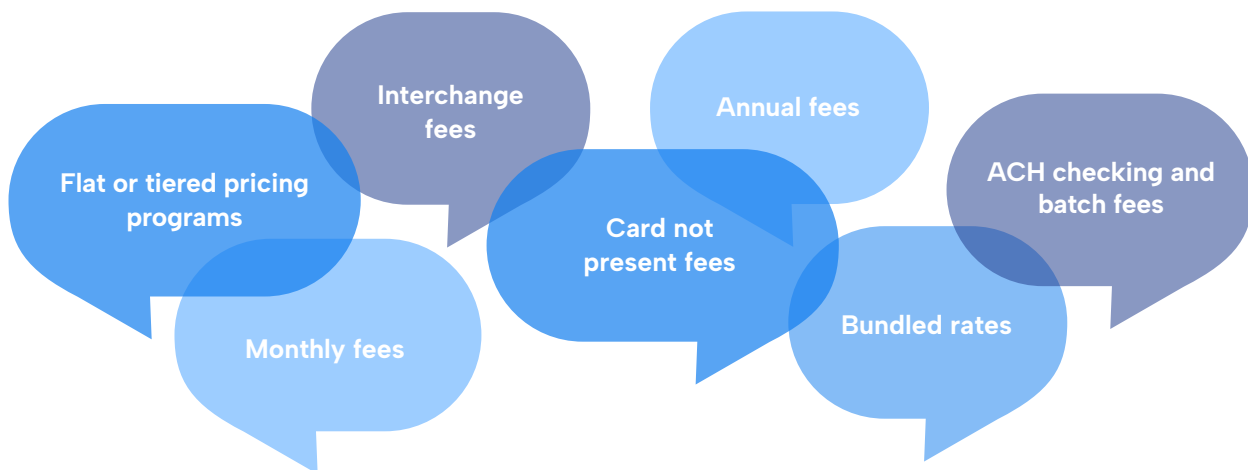 Interchange
fees
Annual fees
Flat or tiered pricing
programs
ACH checking and
batch fees
Card not
present fees
Monthly fees
Bundled rates